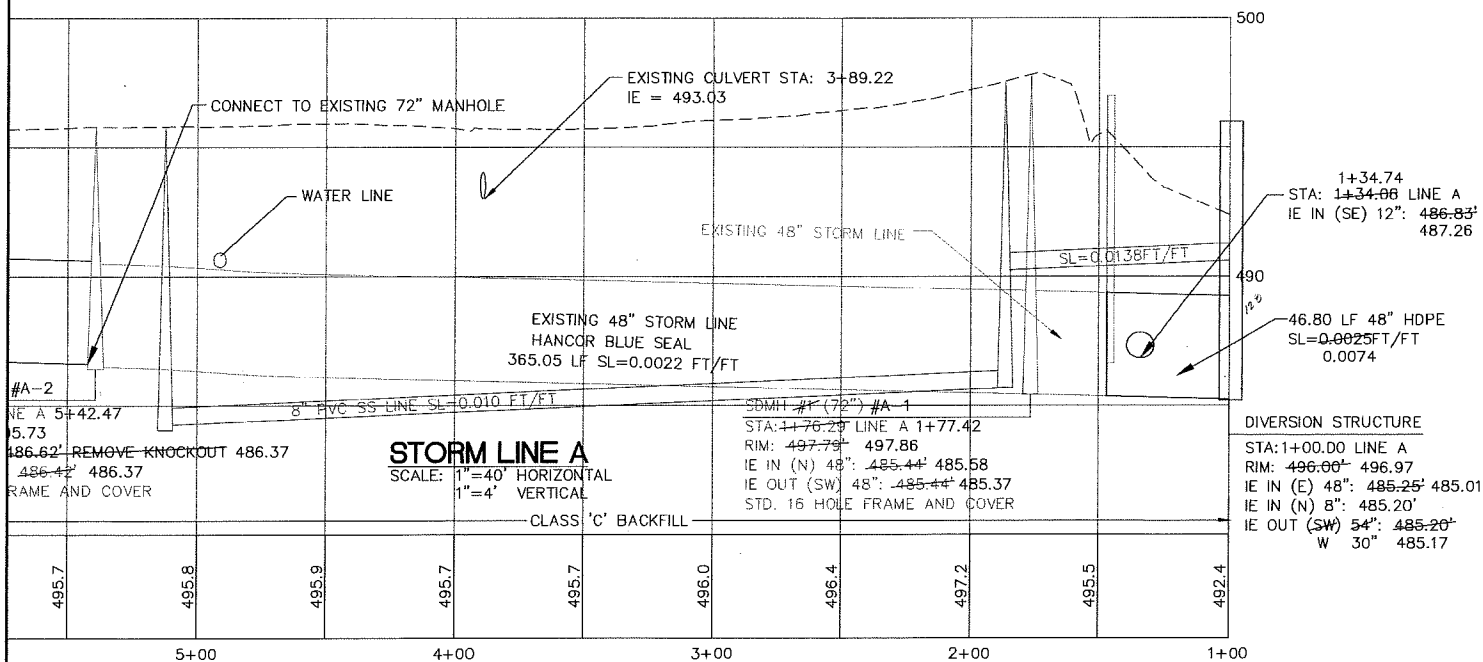 500
EXISTING CULVERT STA: 3+89.22
IE = 493.03
CONNECT TO EXISTING 72" MANHOLE
WATER LINE
1+34.74
STA: 1+34.08 LINE A
IE IN (SE) 12": 486.83'
487.26
EXISTING 48" STORM LINE
SL=0.0138FT/FT
490
EXISTING 48" STORM LINE
HANCOR BLUE SEAL
365.05 LF SL=0.0022 FT/FT
46.80 LF 48" HDPE
SL=0.0025FT/FT
0.0074
8" PVC SS LINE SL=0.010 FT/FT
#A-2
NE A 5+42.47
95.73
486.62' REMOVE KNOCKOUT 486.37
486.42' 486.37
RAME AND COVER
STORM LINE A
SCALE: 1"=40' HORIZONTAL
1"=4' VERTICAL
SDMH #1 (72") #A-1
STA:1+76.29 LINE A 1+77.42
RIM: 497.79' 497.86
IE IN (N) 48": 485.44' 485.58
IE OUT (SW) 48": 485.44' 485.37
STD. 16 HOLE FRAME AND COVER
DIVERSION STRUCTURE
STA:1+00.00 LINE A
RIM: 496.00' 496.97
IE IN (E) 48": 485.25' 485.01
IE IN (N) 8": 485.20'
IE OUT (SW) 54": 485.20'
W 30" 485.17
CLASS 'C' BACKFILL
495.7 495.8 495.9 495.7 495.7 496.0 496.4 497.2 495.5 492.4
5+00 4+00 3+00 2+00 1+00